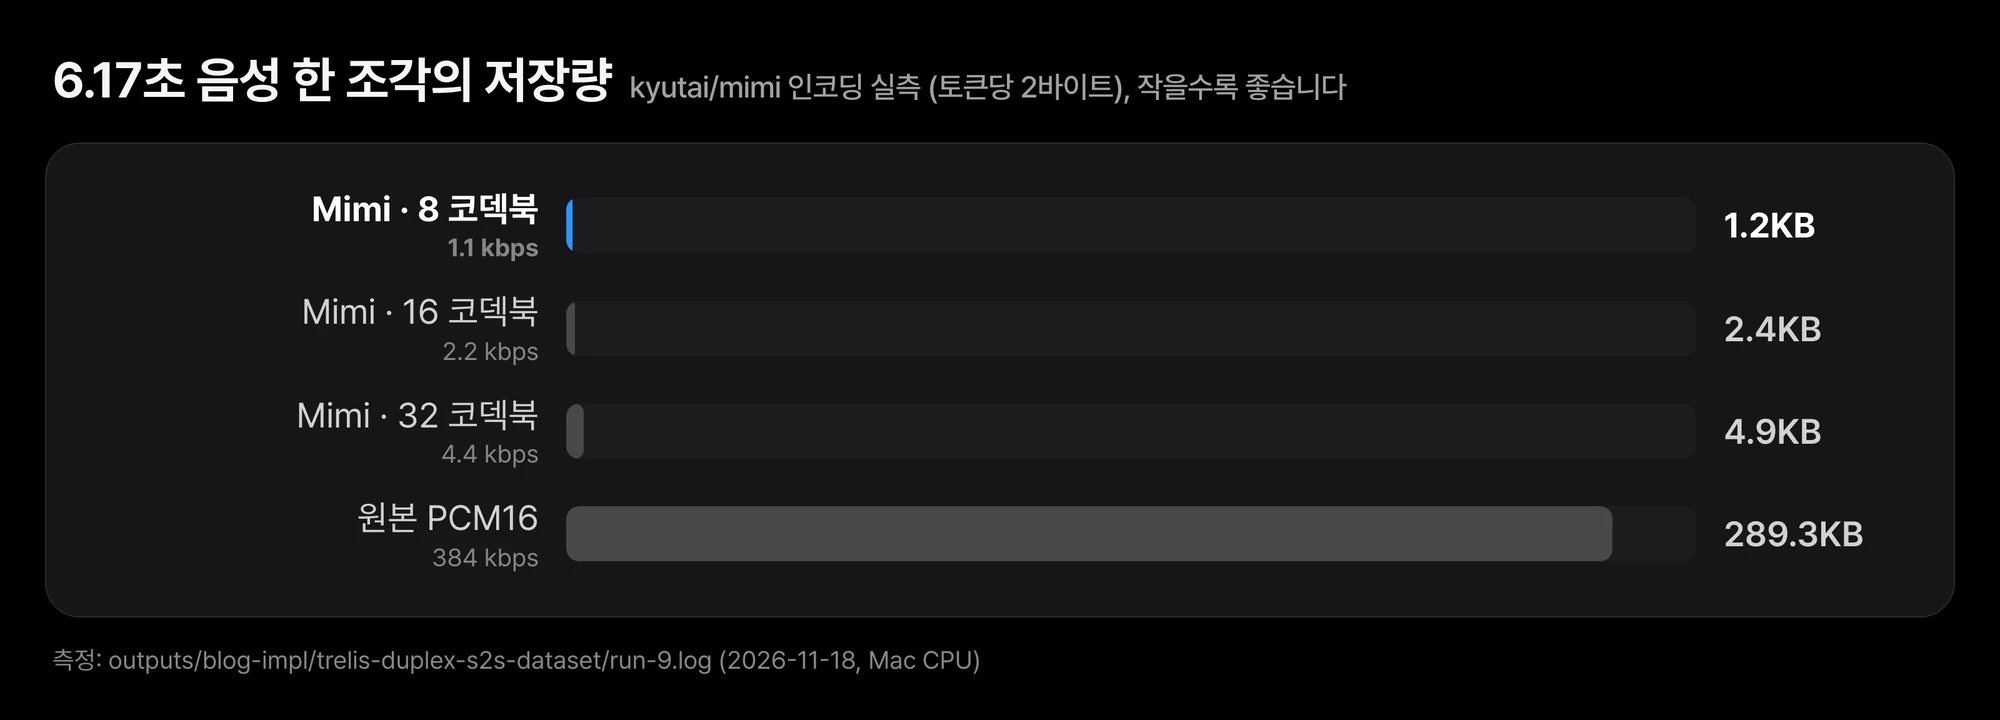 6.17초 음성 한 조각의 저장량 kyutai/mimi 인코딩 실측 (토큰당 2바이트), 작을수록 좋습니다
Mimi · 8 코덱북
1.1 kbps
1.2KB
Mimi · 16 코덱북
2.2 kbps
2.4KB
Mimi · 32 코덱북
4.4 kbps
4.9KB
원본 PCM16
384 kbps
289.3KB
측정: outputs/blog-impl/trelis-duplex-s2s-dataset/run-9.log (2026-11-18, Mac CPU)